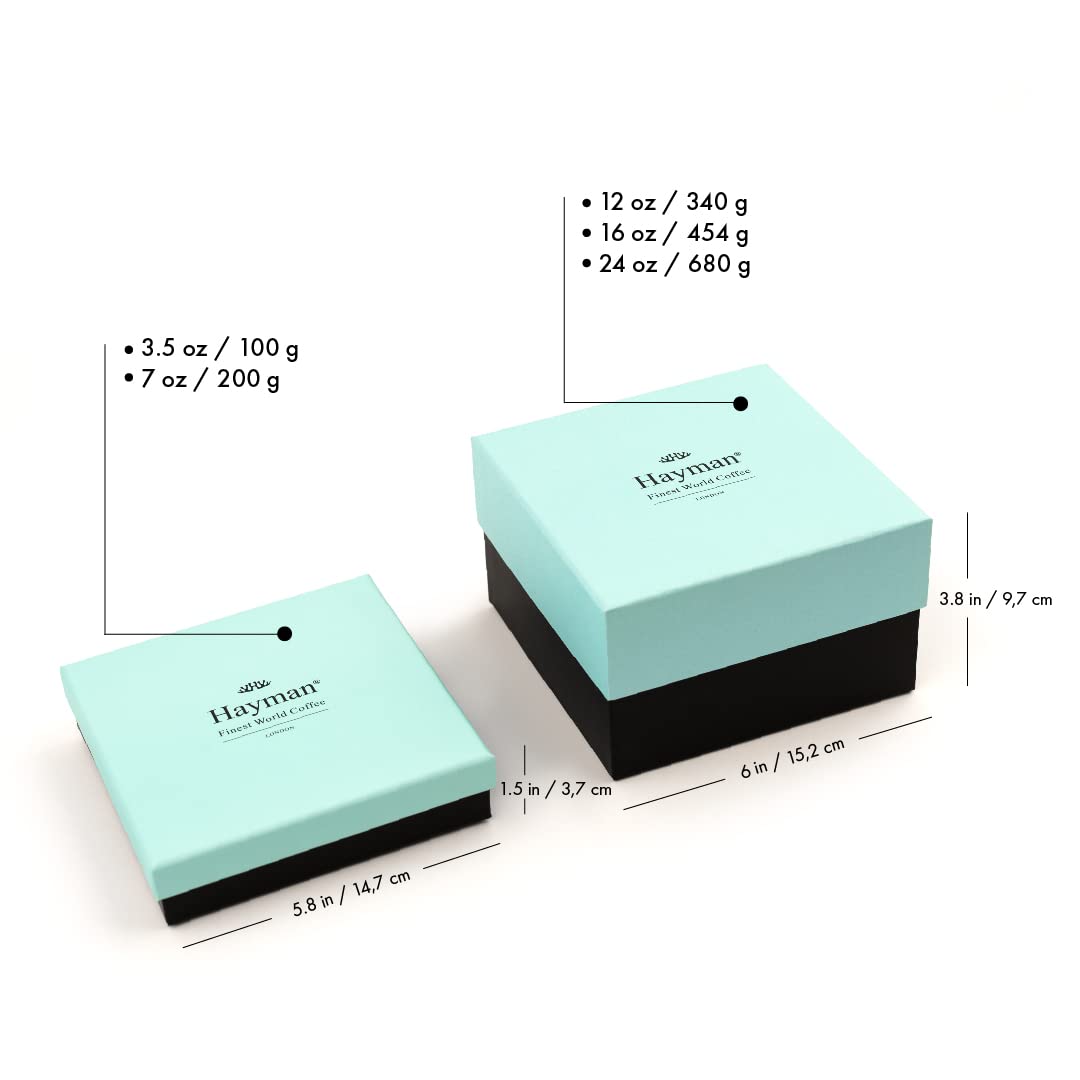 • 12 oz / 340 g
• 16 oz / 454 g
• 24 oz / 680 g
• 3.5 oz / 100 g
• 7 oz / 200 g
Hayman®
Finest World Coffee
LONDON
3.8 in / 9,7 cm
6 in / 15,2 cm
Hayman®
Finest World Coffee
LONDON
1.5 in / 3,7 cm
5.8 in / 14,7 cm